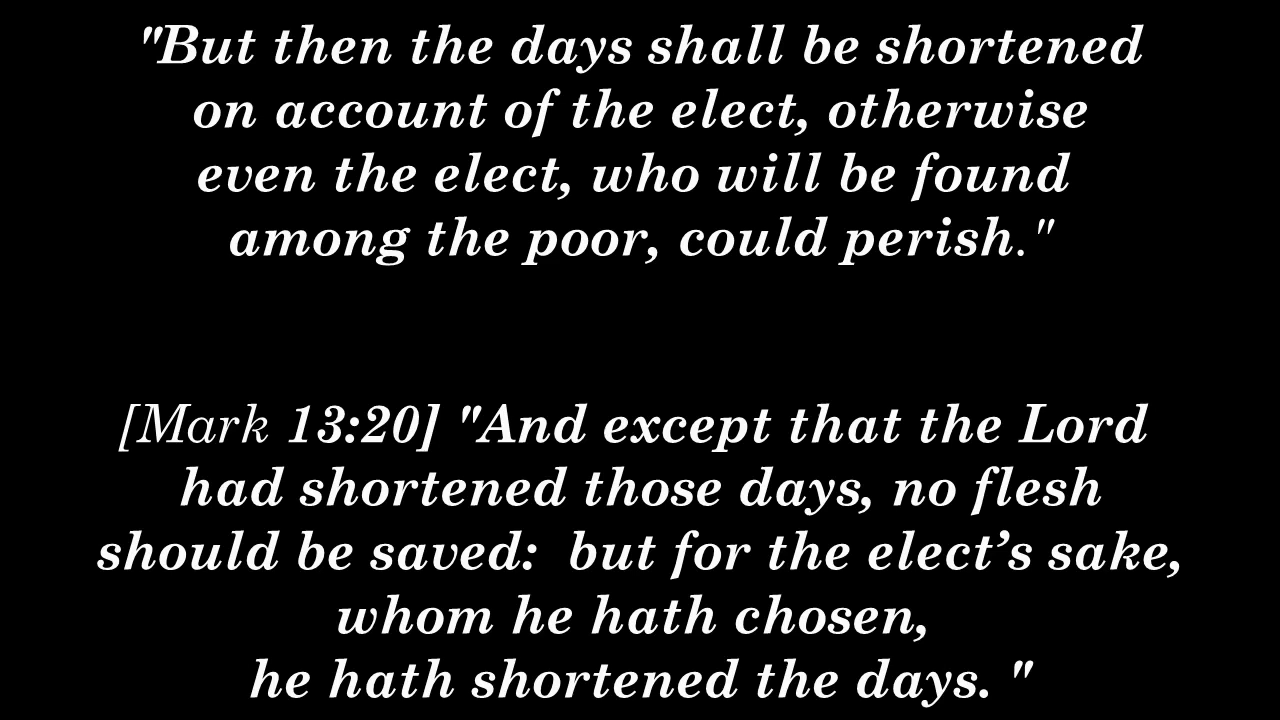 "But then the days shall be shortened
on account of the elect, otherwise
even the elect, who will be found
among the poor, could perish."
[Mark 13:20] "And except that the Lord
had shortened those days, no flesh
should be saved:  but for the elect’s sake,
whom he hath chosen,
he hath shortened the days. "